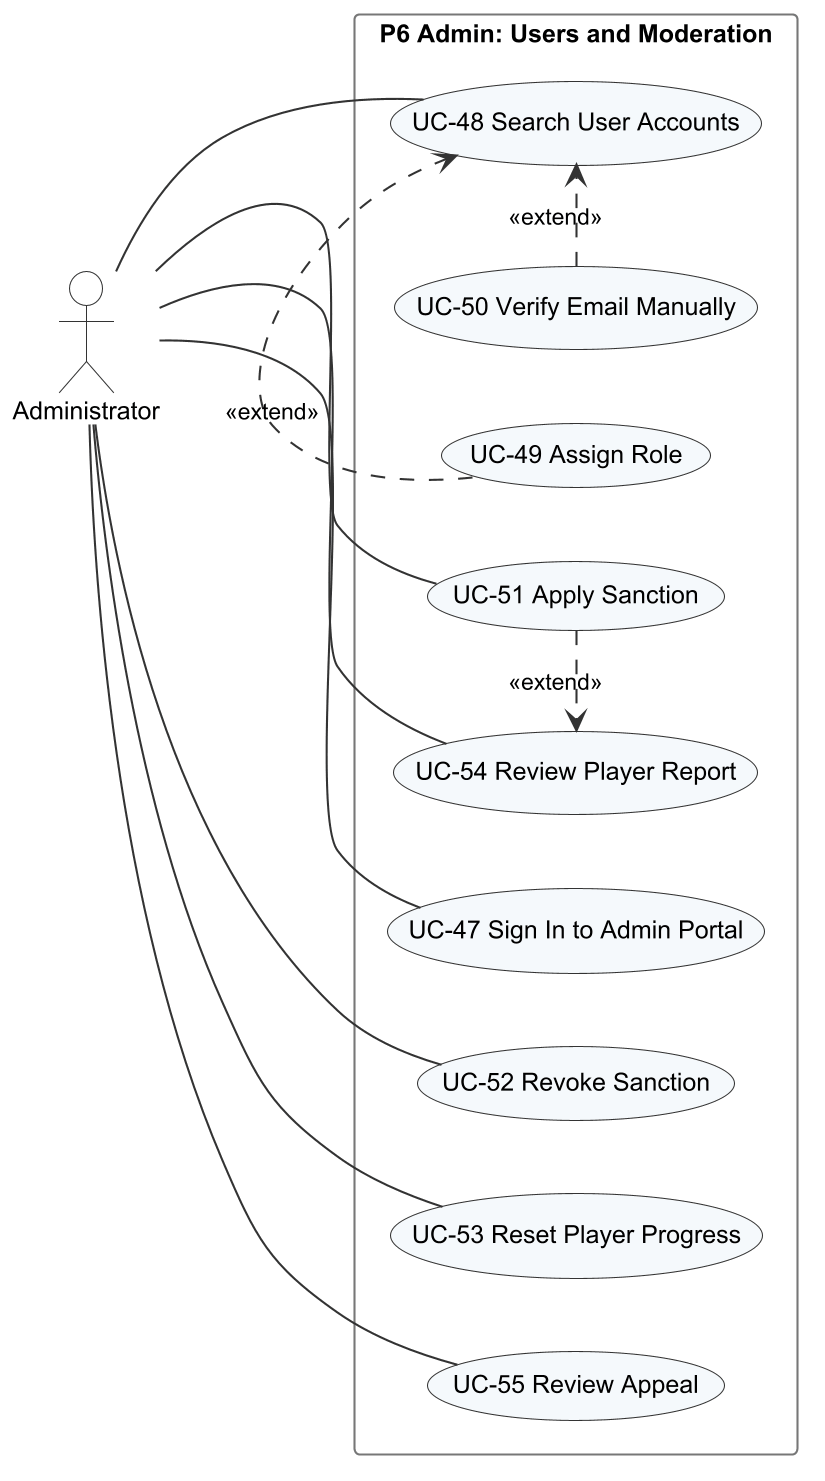 P6 Admin: Users and Moderation
UC-48 Search User Accounts
«extend»
UC-50 Verify Email Manually
Administrator
«extend»
UC-49 Assign Role
UC-51 Apply Sanction
«extend»
UC-54 Review Player Report
UC-47 Sign In to Admin Portal
UC-52 Revoke Sanction
UC-53 Reset Player Progress
UC-55 Review Appeal